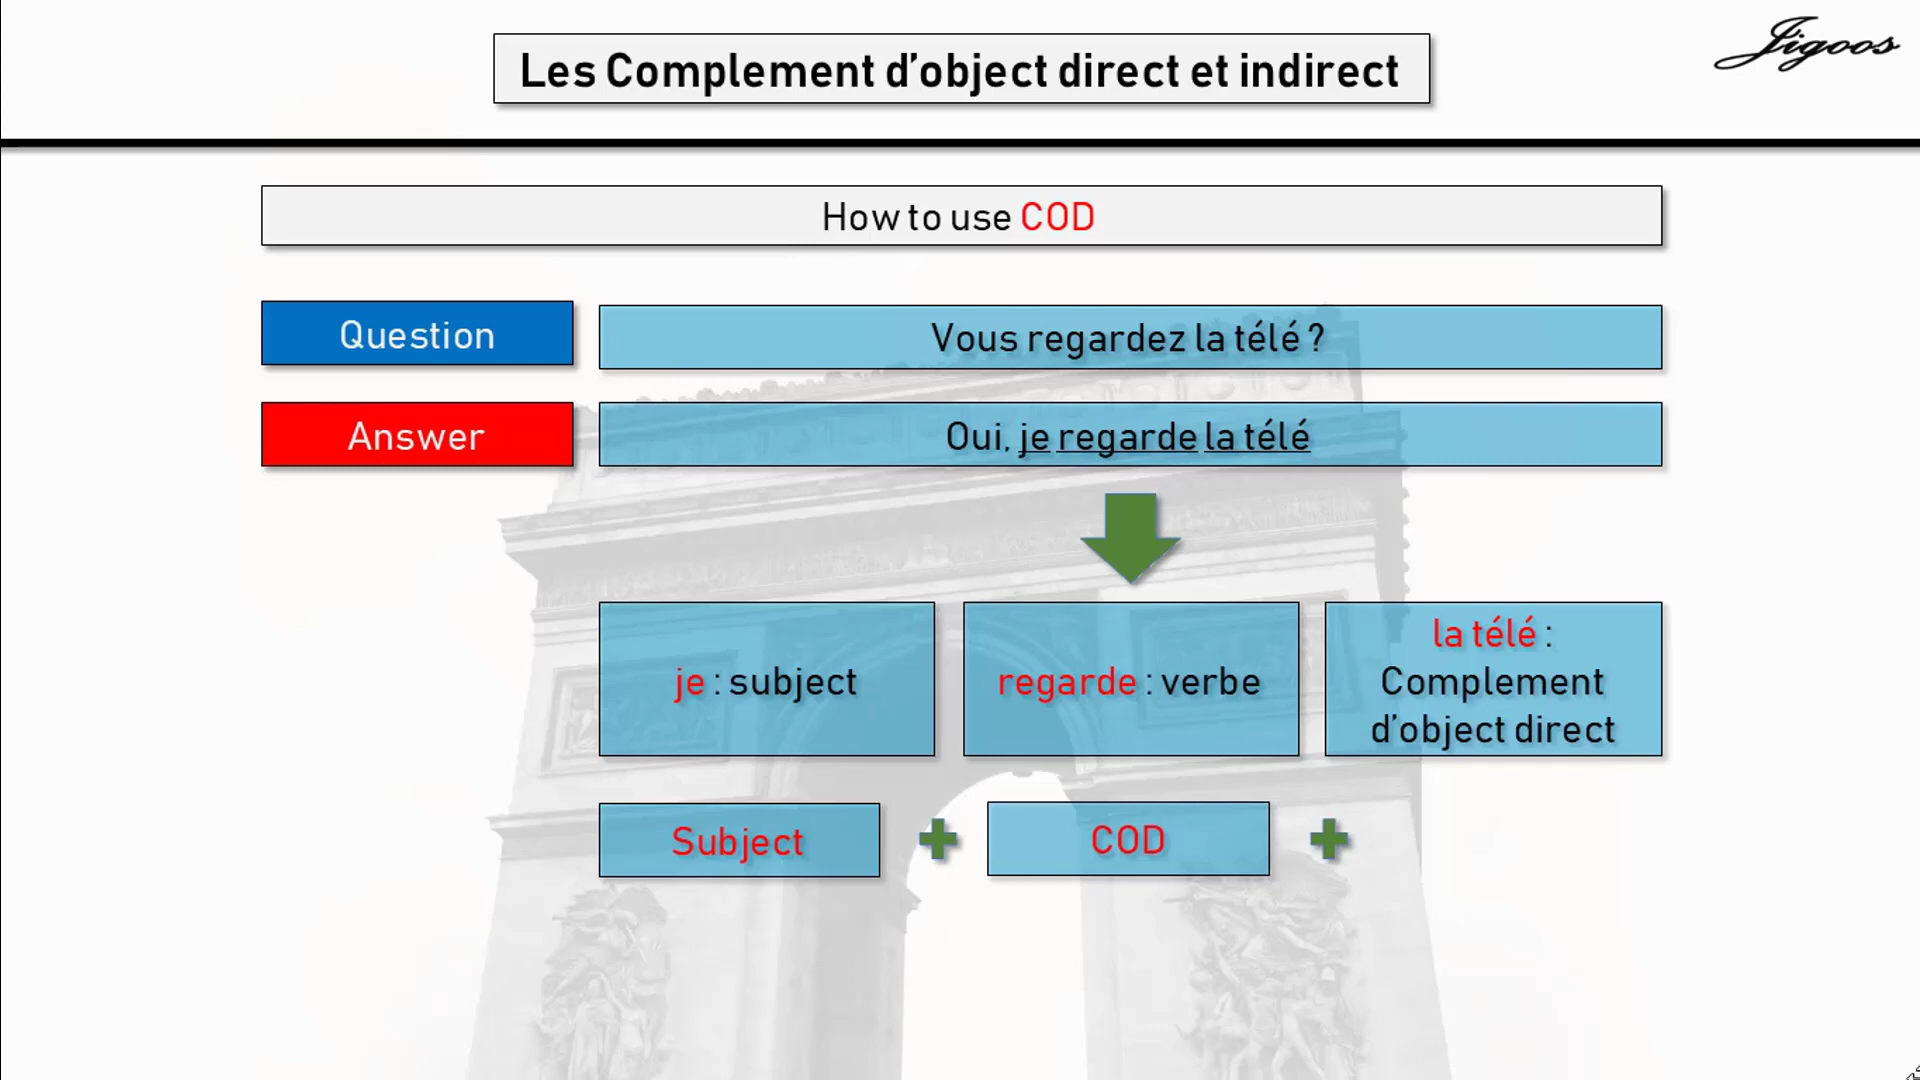 Les Complement d’object direct et indirect
Jigoos
How to use COD
Question
Vous regardez la télé ?
Answer
Oui, je regarde la télé
je : subject
regarde : verbe
la télé :
Complement
d’object direct
Subject
COD